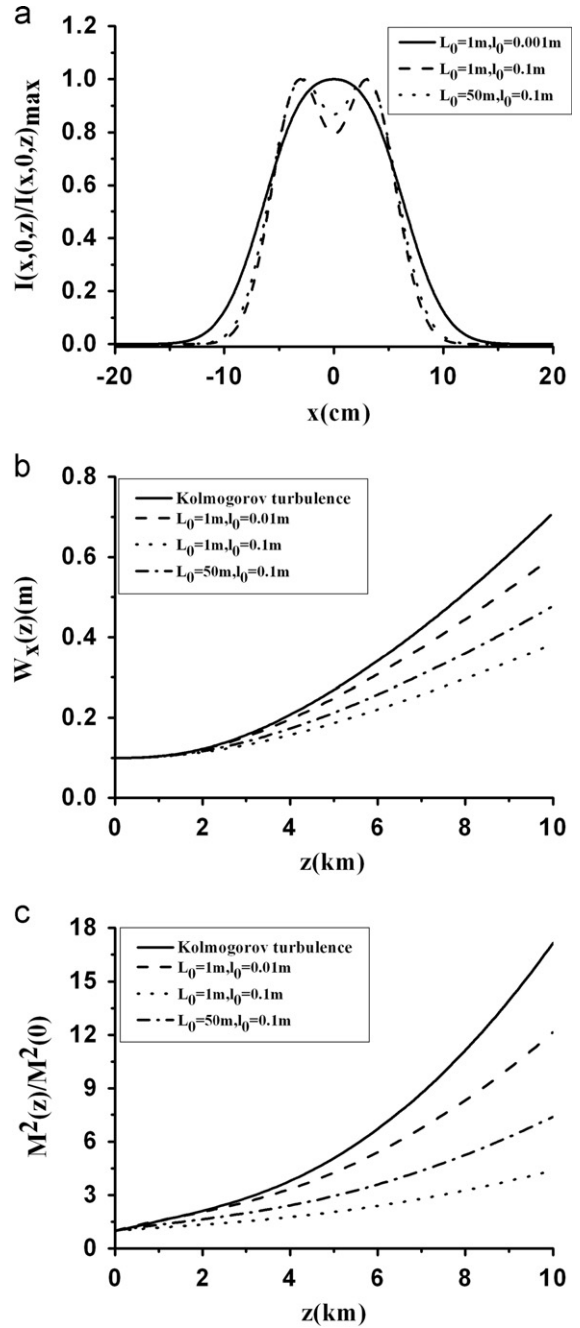 a
L₀=1m,l₀=0.001m
L₀=1m,l₀=0.1m
L₀=50m,l₀=0.1m
I(x,0,z)/I(x,0,z)max
1.0
0.8
0.6
0.4
0.2
0.0
-20 -10 0 10 20
x(cm)
b
Kolmogorov turbulence
L₀=1m,l₀=0.01m
L₀=1m,l₀=0.1m
L₀=50m,l₀=0.1m
Wx(z)(m)
0.8
0.6
0.4
0.2
0.0
0 2 4 6 8 10
z(km)
c
Kolmogorov turbulence
L₀=1m,l₀=0.01m
L₀=1m,l₀=0.1m
L₀=50m,l₀=0.1m
M²(z)/M²(0)
18
15
12
9
6
3
0
0 2 4 6 8 10
z(km)